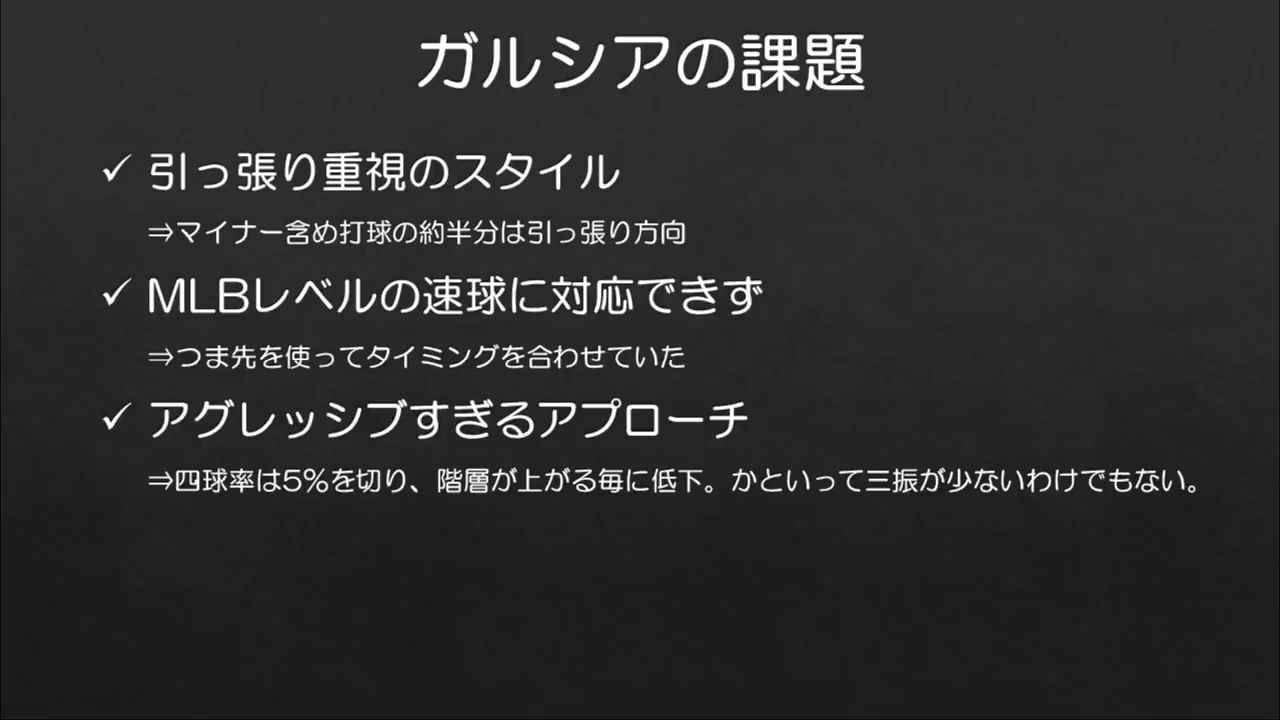 ガルシアの課題
✓ 引っ張り重視のスタイル
⇒マイナー含め打球の約半分は引っ張り方向
✓ MLBレベルの速球に対応できず
⇒つま先を使ってタイミングを合わせていた
✓ アグレッシブすぎるアプローチ
⇒四球率は5%を切り、階層が上がる毎に低下。かといって三振が少ないわけでもない。